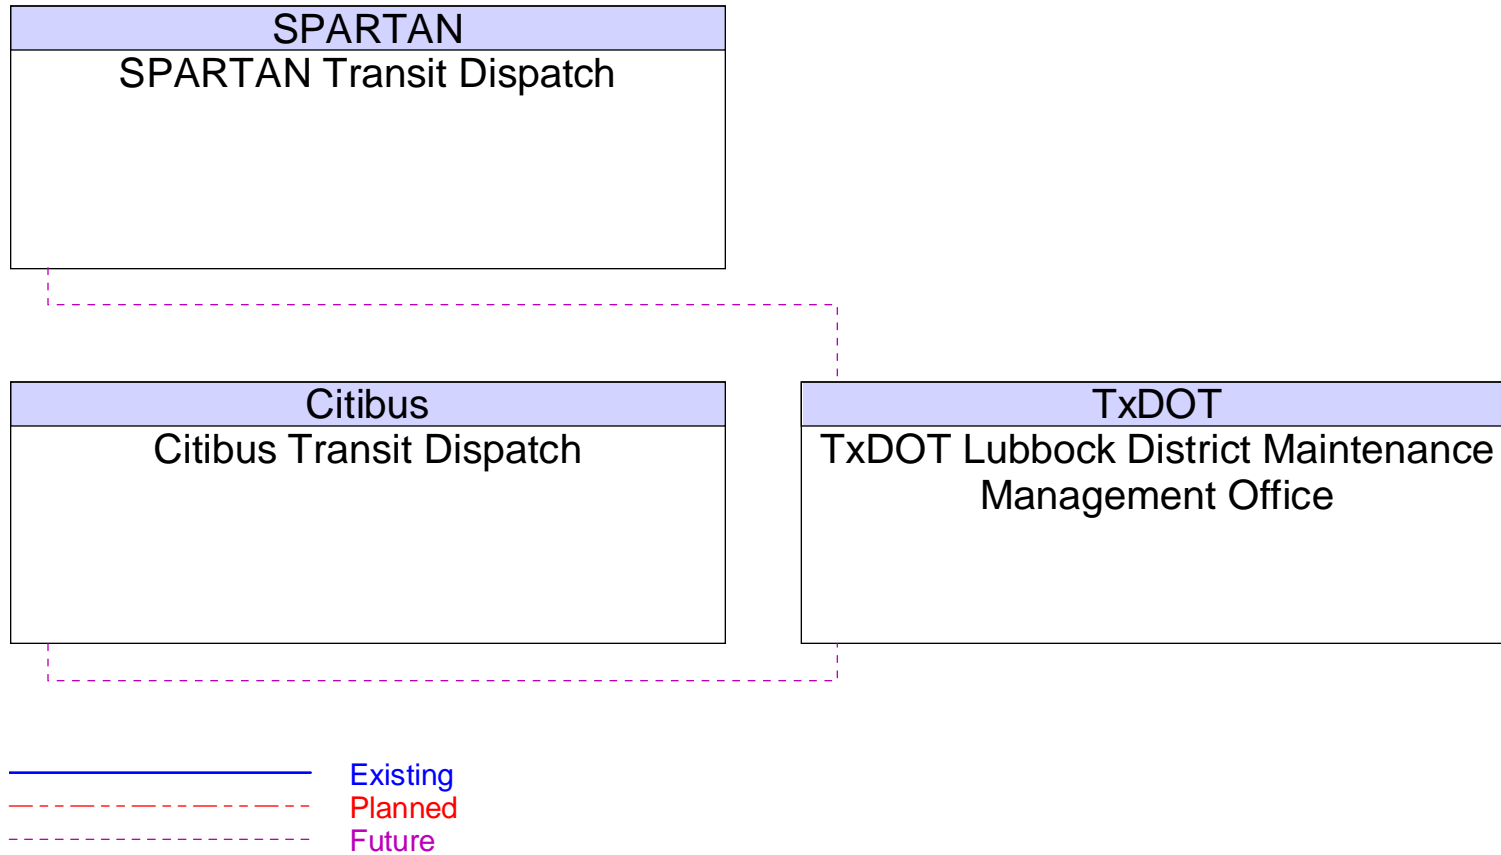 SPARTAN
SPARTAN Transit Dispatch
Citibus
Citibus Transit Dispatch
TxDOT
TxDOT Lubbock District Maintenance
Management Office
Existing
Planned
Future